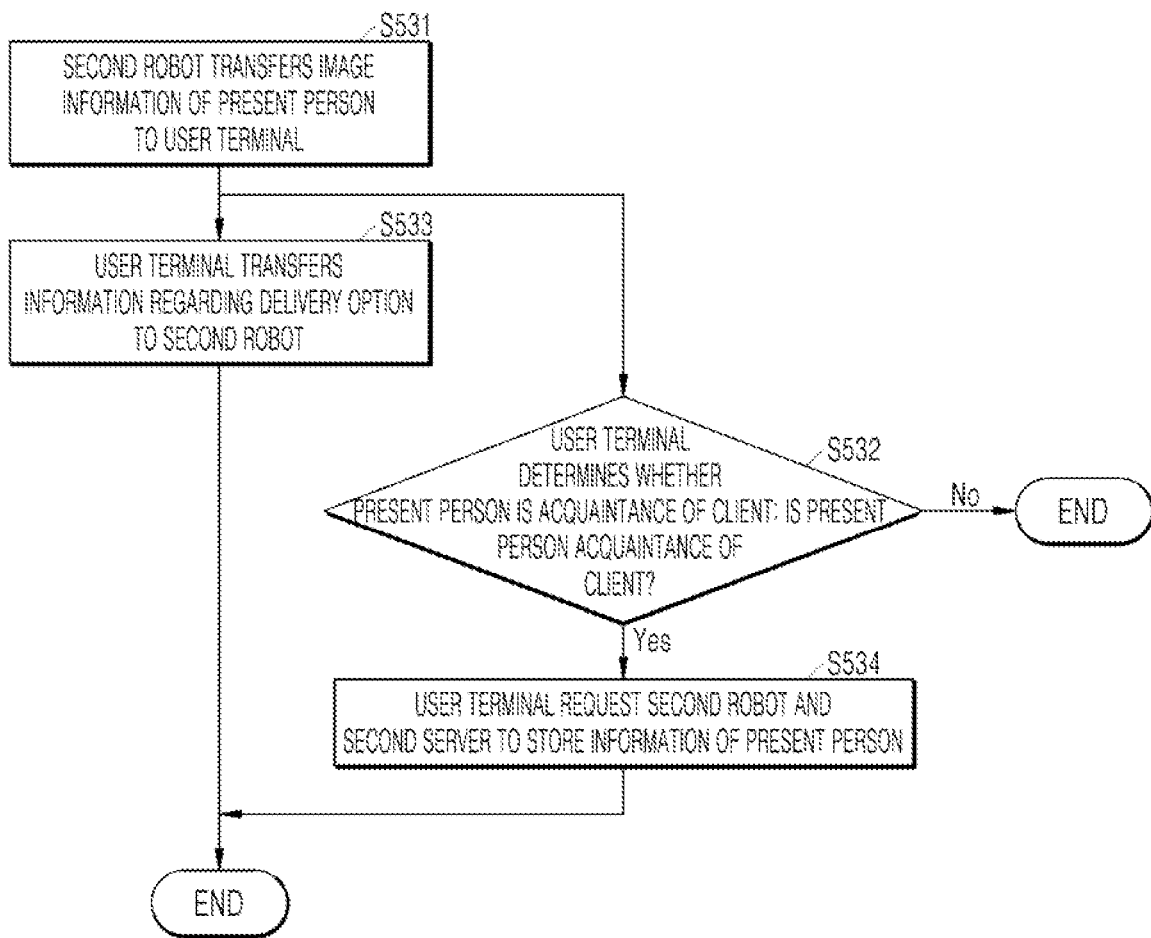 S531
SECOND ROBOT TRANSFERS IMAGE
INFORMATION OF PRESENT PERSON
TO USER TERMINAL
S533
USER TERMINAL TRANSFERS
INFORMATION REGARDING DELIVERY OPTION
TO SECOND ROBOT
S532
USER TERMINAL
DETERMINES WHETHER
PRESENT PERSON IS ACQUAINTANCE OF CLIENT; IS PRESENT
PERSON ACQUAINTANCE OF
CLIENT?
No
END
Yes
S534
USER TERMINAL REQUEST SECOND ROBOT AND
SECOND SERVER TO STORE INFORMATION OF PRESENT PERSON
END